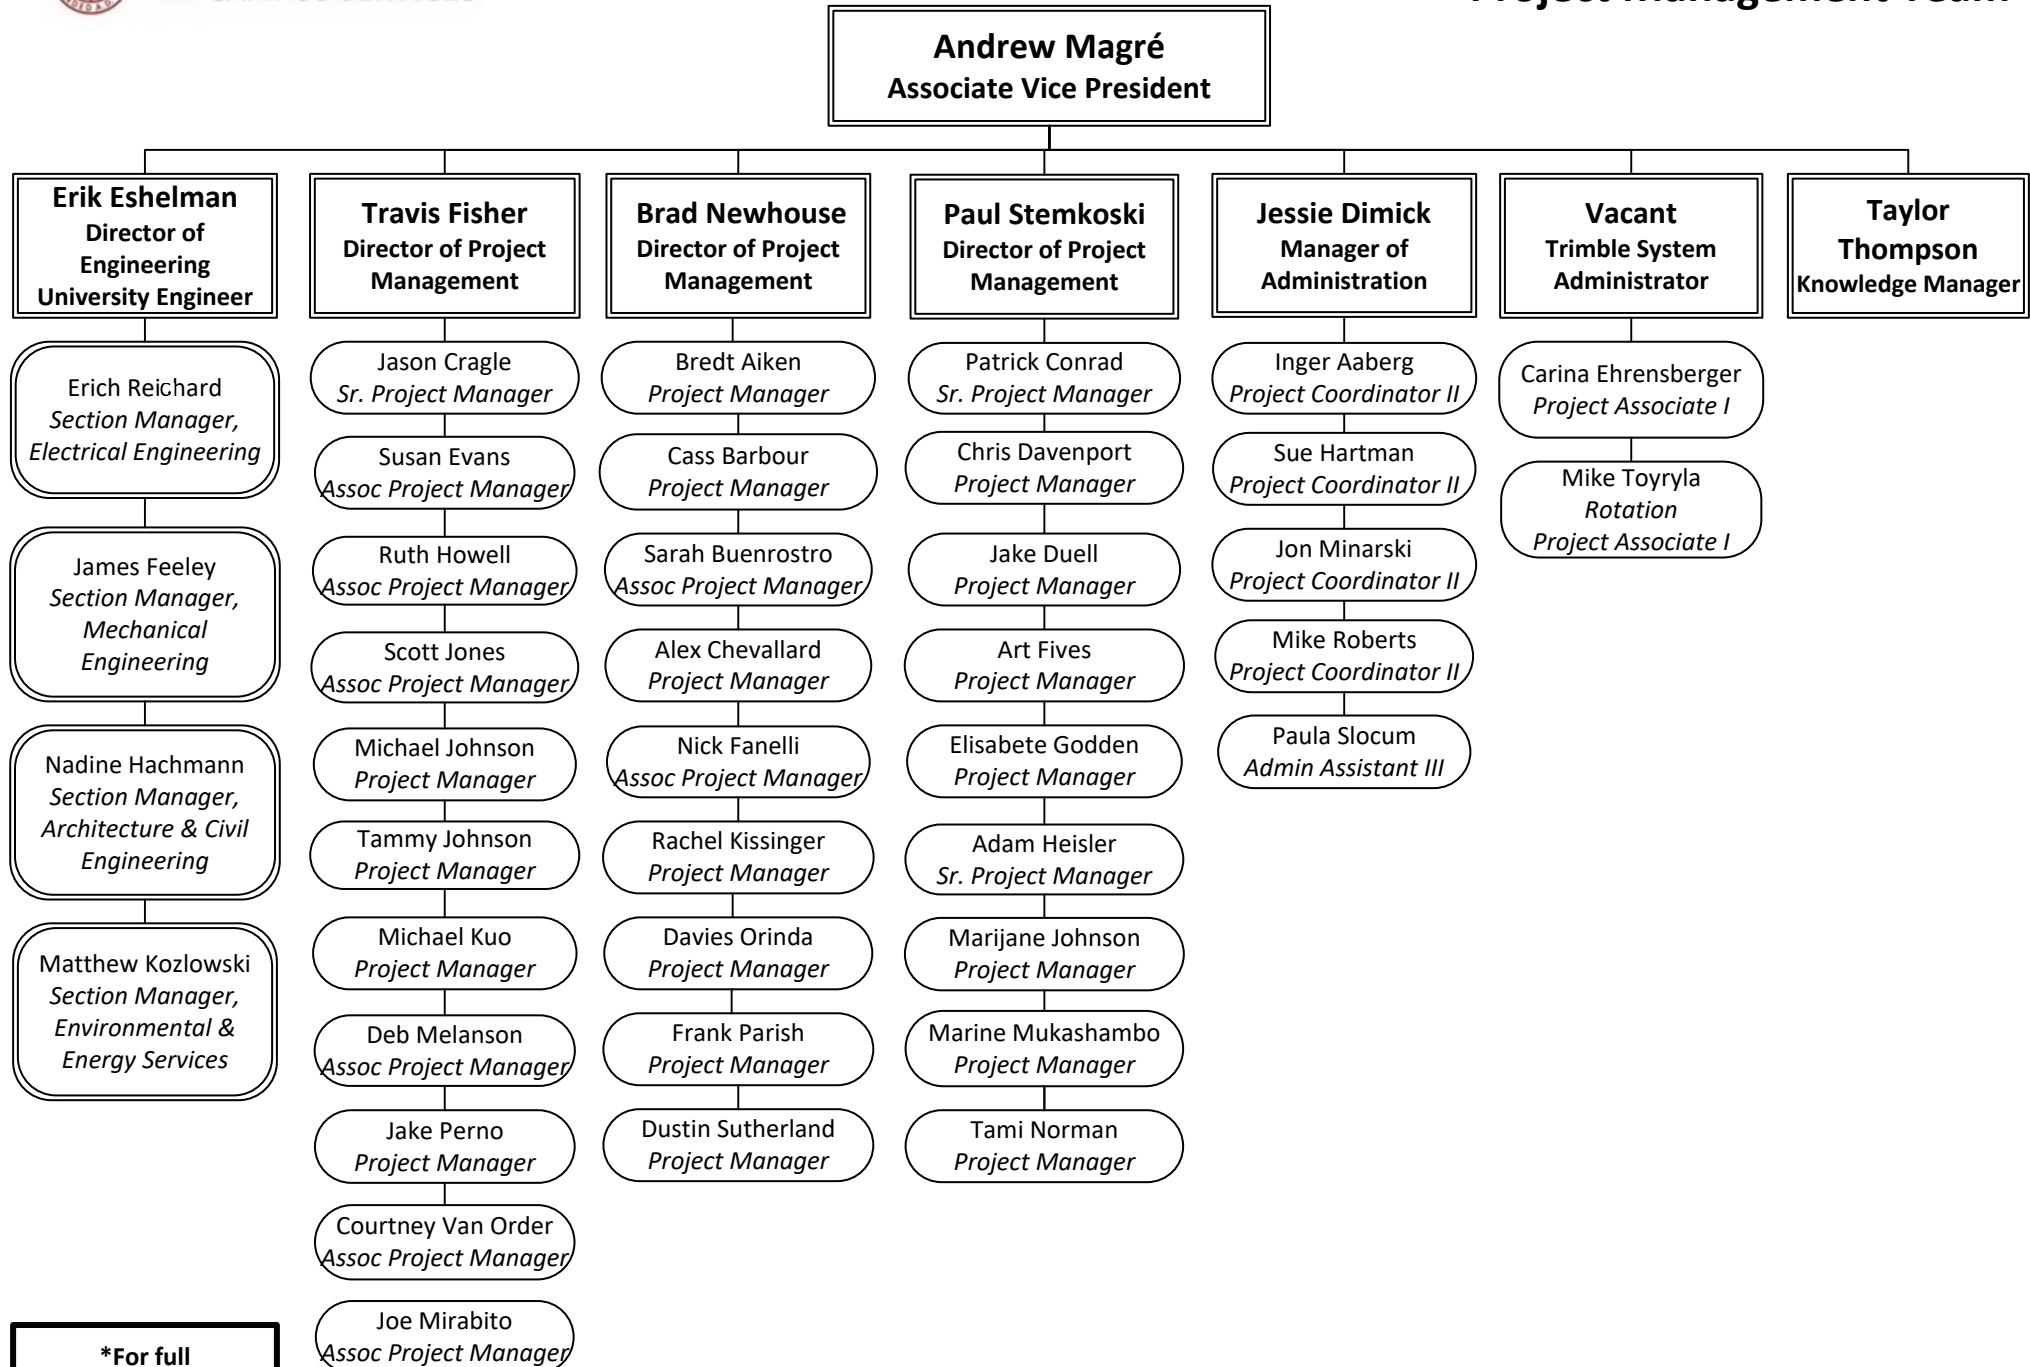 Project Management Team
Andrew Magré
Associate Vice President
Erik Eshelman
Director of
Engineering
University Engineer
Travis Fisher
Director of Project
Management
Brad Newhouse
Director of Project
Management
Paul Stemkoski
Director of Project
Management
Jessie Dimick
Manager of
Administration
Vacant
Trimble System
Administrator
Taylor
Thompson
Knowledge Manager
Erich Reichard
Section Manager,
Electrical Engineering
James Feeley
Section Manager,
Mechanical
Engineering
Nadine Hachmann
Section Manager,
Architecture & Civil
Engineering
Matthew Kozlowski
Section Manager,
Environmental &
Energy Services
Jason Cragle
Sr. Project Manager
Susan Evans
Assoc Project Manager
Ruth Howell
Assoc Project Manager
Scott Jones
Assoc Project Manager
Michael Johnson
Project Manager
Tammy Johnson
Project Manager
Michael Kuo
Project Manager
Deb Melanson
Assoc Project Manager
Jake Perno
Project Manager
Courtney Van Order
Assoc Project Manager
Joe Mirabito
Assoc Project Manager
Bredt Aiken
Project Manager
Cass Barbour
Project Manager
Sarah Buenrostro
Assoc Project Manager
Alex Chevallard
Project Manager
Nick Fanelli
Assoc Project Manager
Rachel Kissinger
Project Manager
Davies Orinda
Project Manager
Frank Parish
Project Manager
Dustin Sutherland
Project Manager
Patrick Conrad
Sr. Project Manager
Chris Davenport
Project Manager
Jake Duell
Project Manager
Art Fives
Project Manager
Elisabete Godden
Project Manager
Adam Heisler
Sr. Project Manager
Marijane Johnson
Project Manager
Marine Mukashambo
Project Manager
Tami Norman
Project Manager
Inger Aaberg
Project Coordinator II
Sue Hartman
Project Coordinator II
Jon Minarski
Project Coordinator II
Mike Roberts
Project Coordinator II
Paula Slocum
Admin Assistant III
Carina Ehrensberger
Project Associate I
Mike Toyryla
Rotation
Project Associate I
*For full